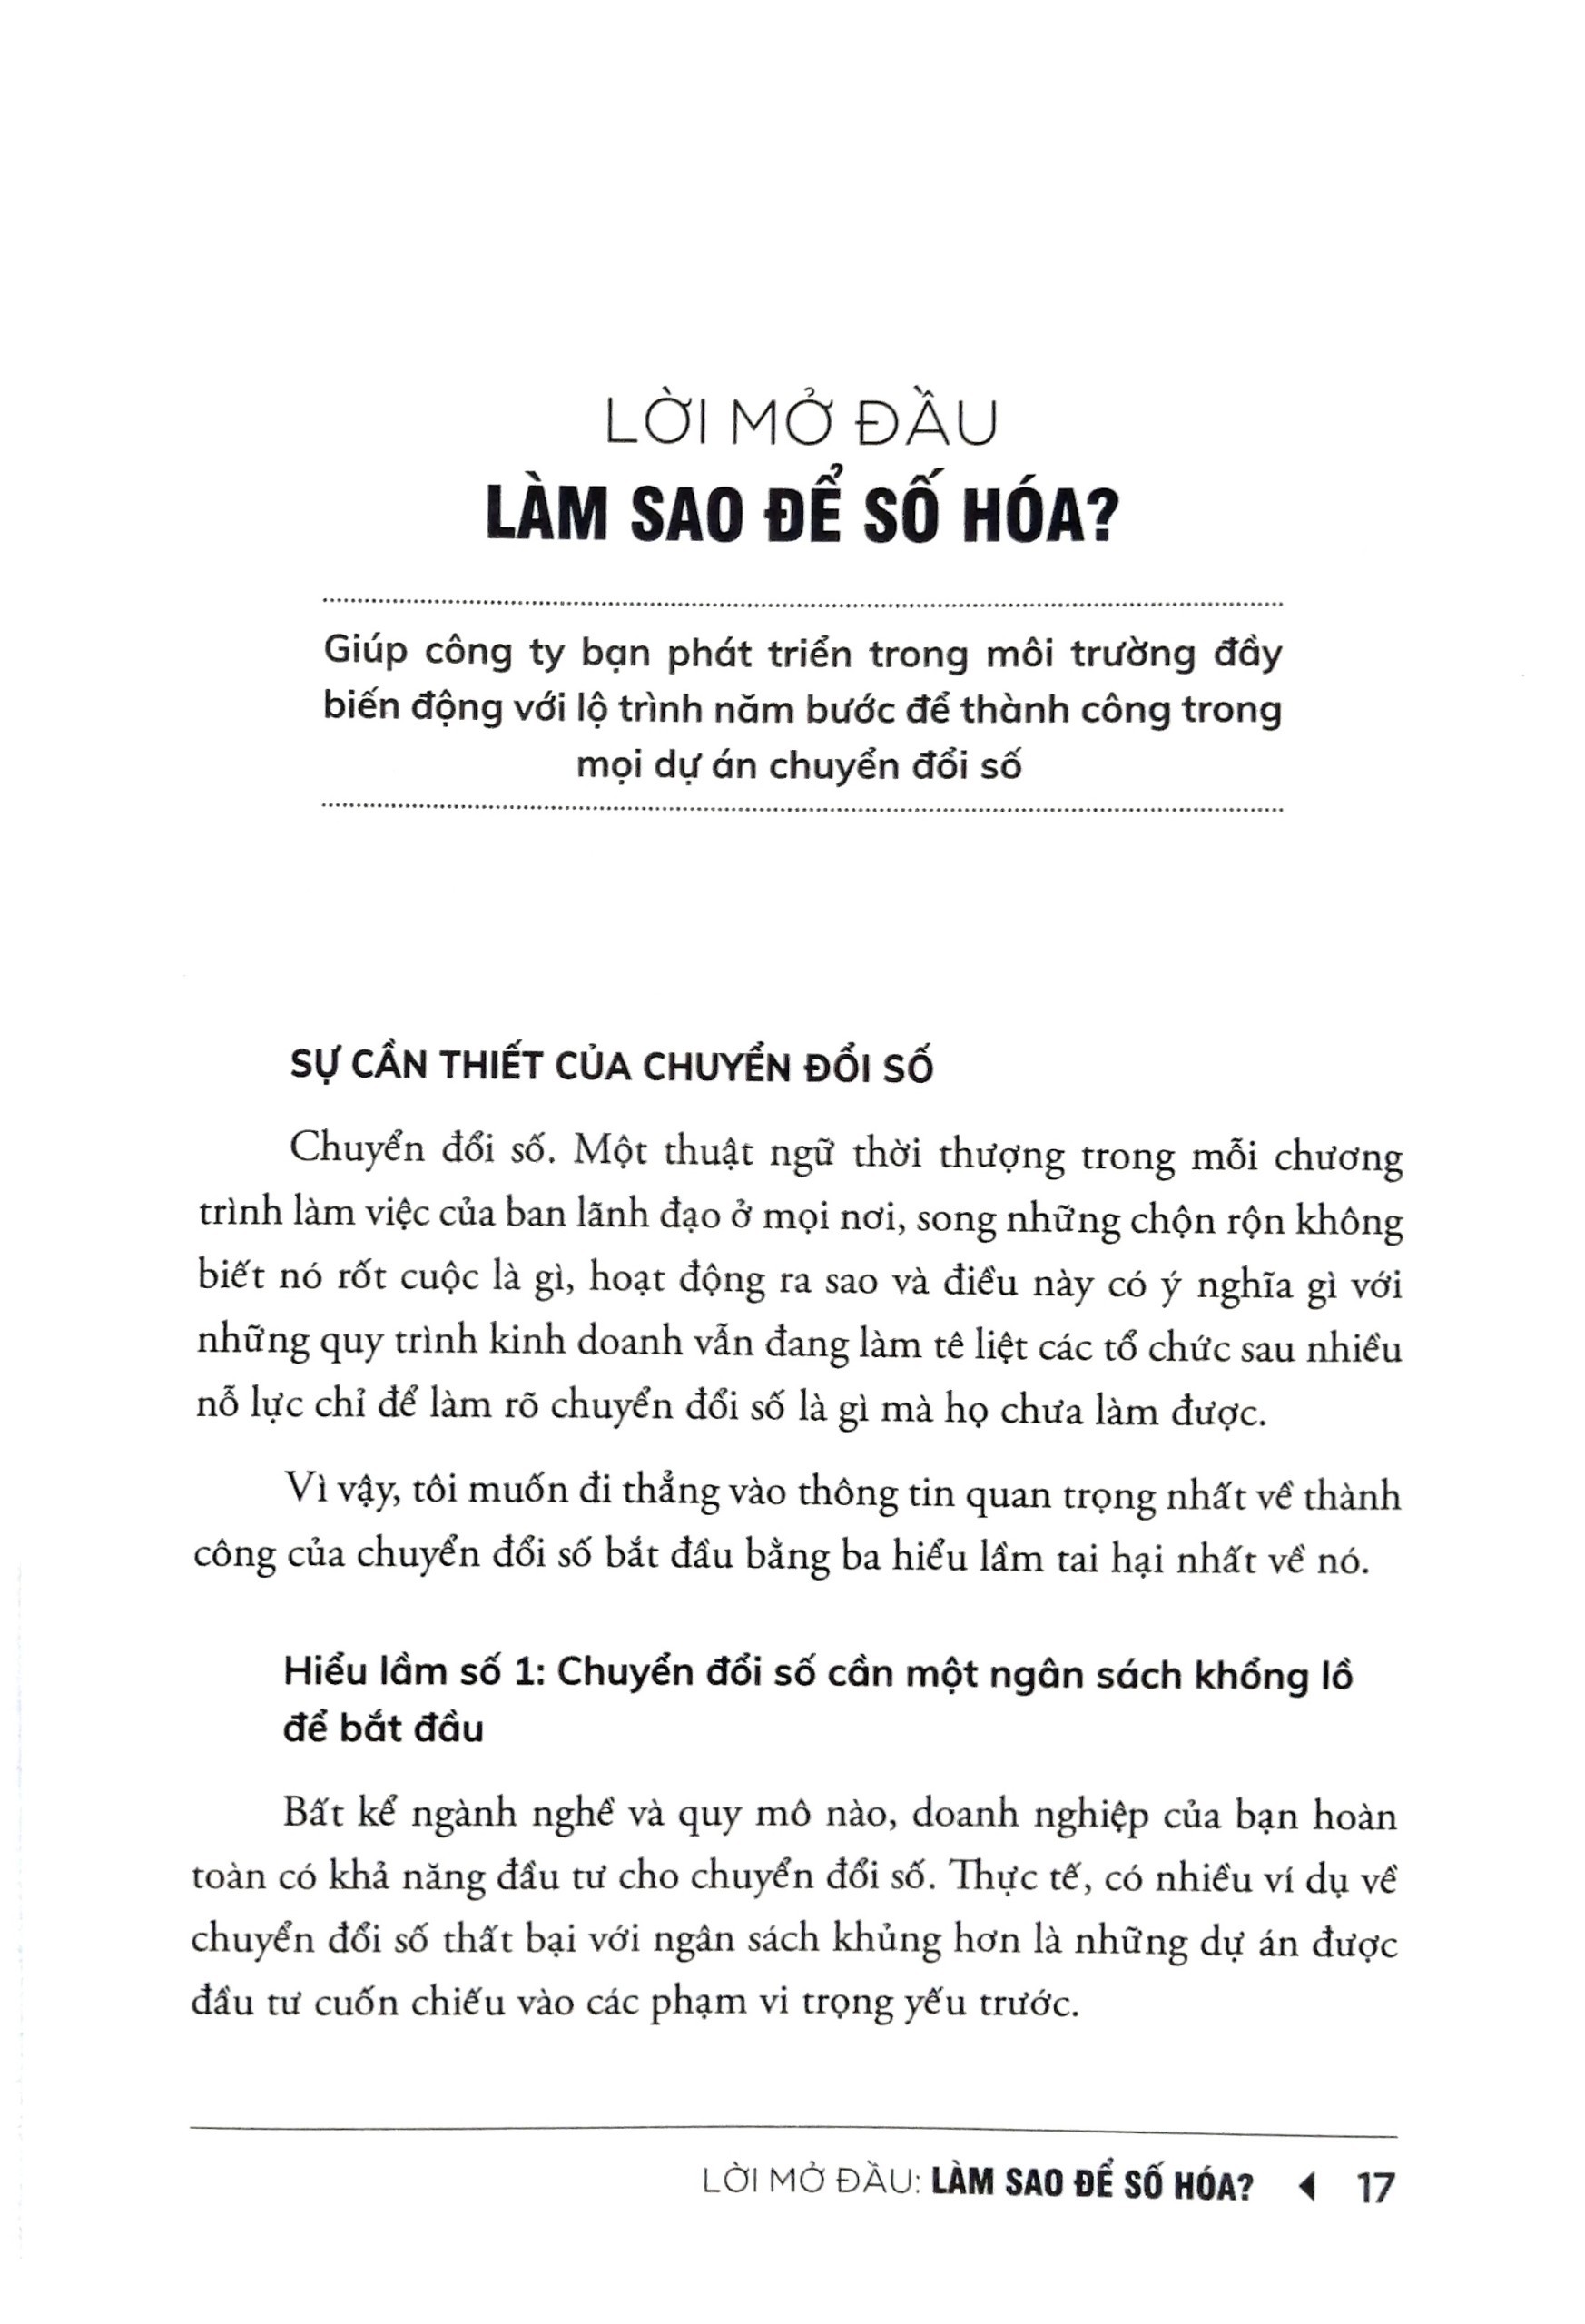 LỜI MỞ ĐẦU
LÀM SAO ĐỂ SỐ HÓA?
Giúp công ty bạn phát triển trong môi trường đầy
biến động với lộ trình năm bước để thành công trong
mọi dự án chuyển đổi số
SỰ CẦN THIẾT CỦA CHUYỂN ĐỔI SỐ
Chuyển đổi số. Một thuật ngữ thời thượng trong mỗi chương
trình làm việc của ban lãnh đạo ở mọi nơi, song những chộn rộn không
biết nó rốt cuộc là gì, hoạt động ra sao và điều này có ý nghĩa gì với
những quy trình kinh doanh vẫn đang làm tê liệt các tổ chức sau nhiều
nỗ lực chỉ để làm rõ chuyển đổi số là gì mà họ chưa làm được.
Vì vậy, tôi muốn đi thẳng vào thông tin quan trọng nhất về thành
công của chuyển đổi số bắt đầu bằng ba hiểu lầm tai hại nhất về nó.
Hiểu lầm số 1: Chuyển đổi số cần một ngân sách khổng lồ
để bắt đầu
Bất kể ngành nghề và quy mô nào, doanh nghiệp của bạn hoàn
toàn có khả năng đầu tư cho chuyển đổi số. Thực tế, có nhiều ví dụ về
chuyển đổi số thất bại với ngân sách khủng hơn là những dự án được
đầu tư cuốn chiếu vào các phạm vi trọng yếu trước.
LỜI MỞ ĐẦU: LÀM SAO ĐỂ SỐ HÓA? ◀ 17